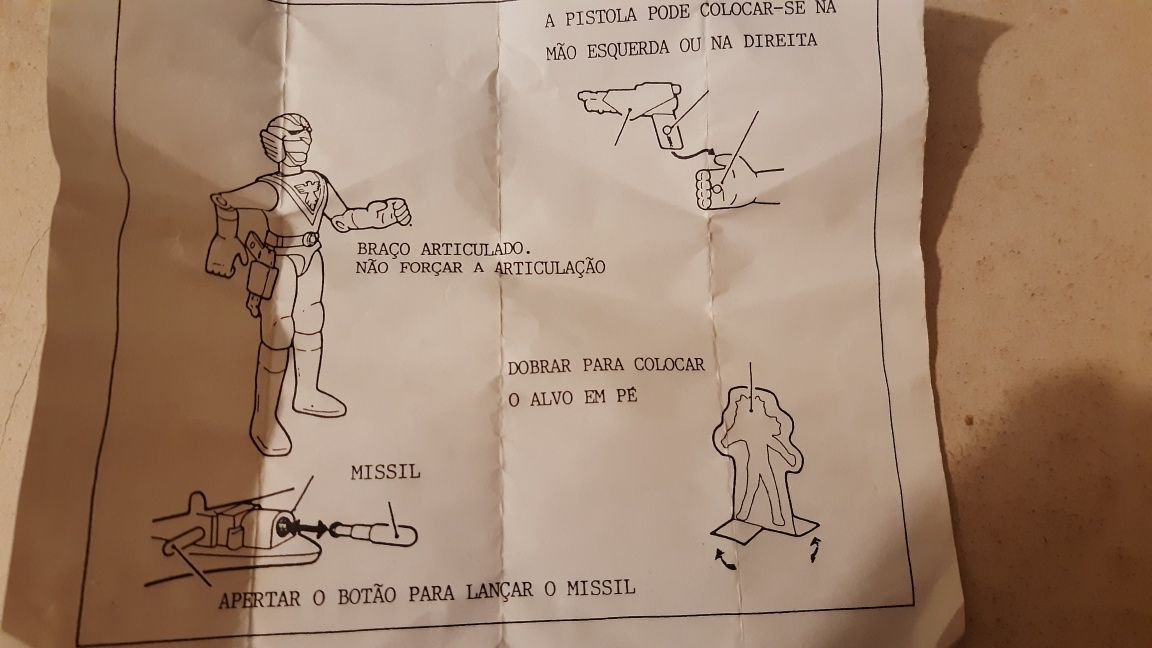 A PISTOLA PODE COLOCAR-SE NA
MÃO ESQUERDA OU NA DIREITA
BRAÇO ARTICULADO.
NÃO FORÇAR A ARTICULAÇÃO
DOBRAR PARA COLOCAR
O ALVO EM PÉ
MISSIL
APERTAR O BOTÃO PARA LANÇAR O MISSIL